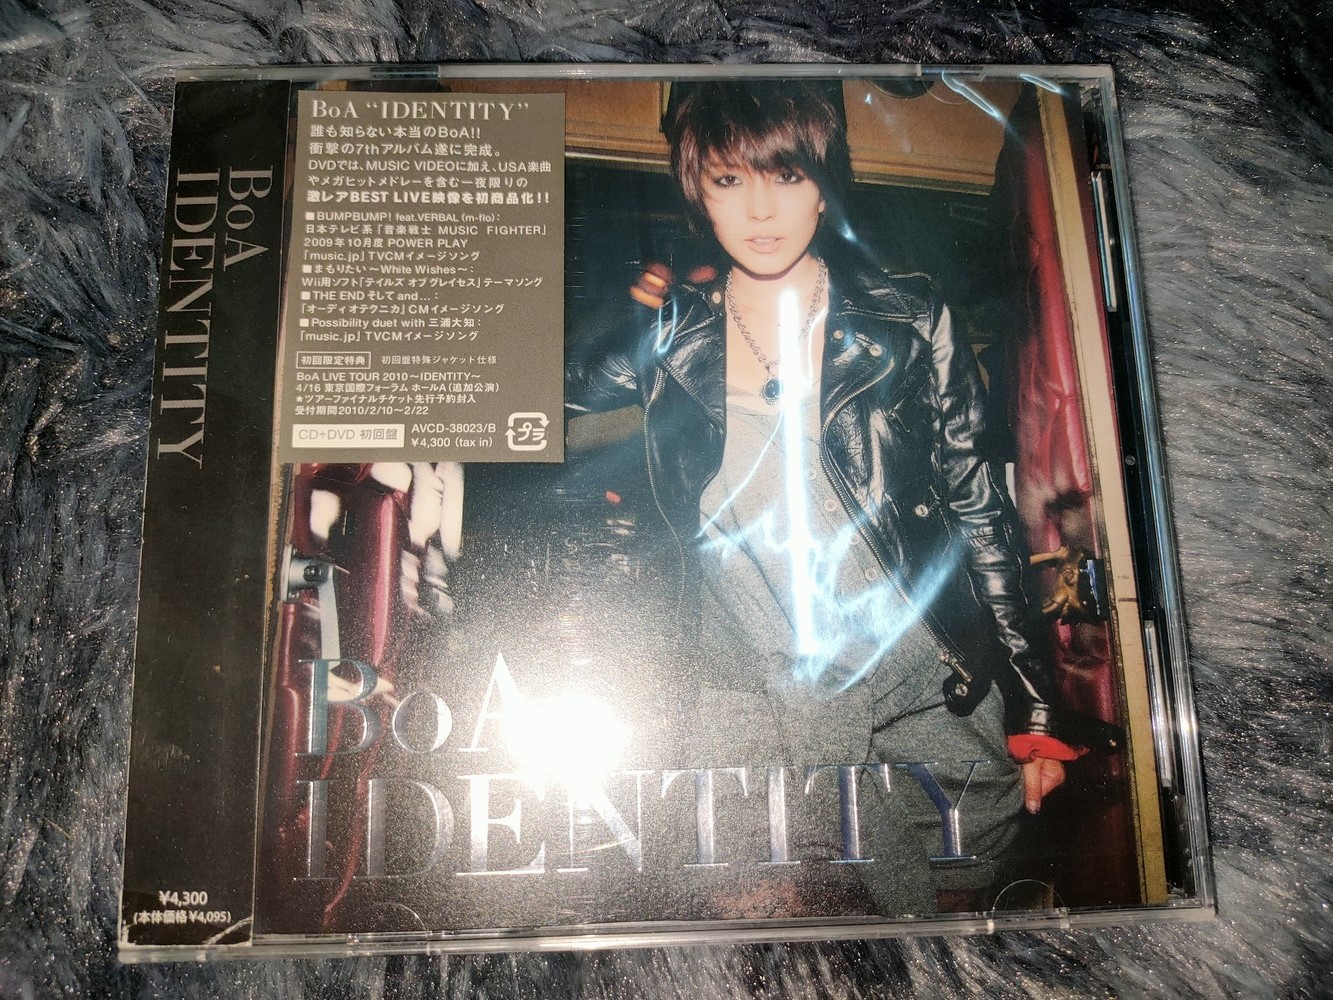 BoA
IDENTITY
BoA “IDENTITY”
誰も知らない本当のBoA!!
衝撃の7thアルバム遂に完成。
DVDでは、MUSIC VIDEOに加え、USA楽曲
やメガヒットメドレーを含む一夜限りの
激レアBEST LIVE映像を初商品化!!
■BUMPBUMP! feat.VERBAL (m-flo):
日本テレビ系「音楽戦士 MUSIC FIGHTER」
2009年10月度 POWER PLAY
「music.jp」TVCMイメージソング
■まもりたい～White Wishes～:
Wii用ソフト「テイルズ オブ グレイセス」テーマソング
■THE END そして and...:
「オーディオテクニカ」CMイメージソング
■Possibility duet with 三浦大知:
「music.jp」TVCMイメージソング
初回限定特典 初回盤特殊ジャケット仕様
BoA LIVE TOUR 2010～IDENTITY～
4/16 東京国際フォーラム ホールA（追加公演）
★ツアーファイナルチケット先行予約封入
受付期間2010/2/10～2/22
CD+DVD 初回盤
AVCD-38023/B
¥4,300 (tax in)
プラ
BoA
IDENTITY
¥4,300
(本体価格¥4,095)